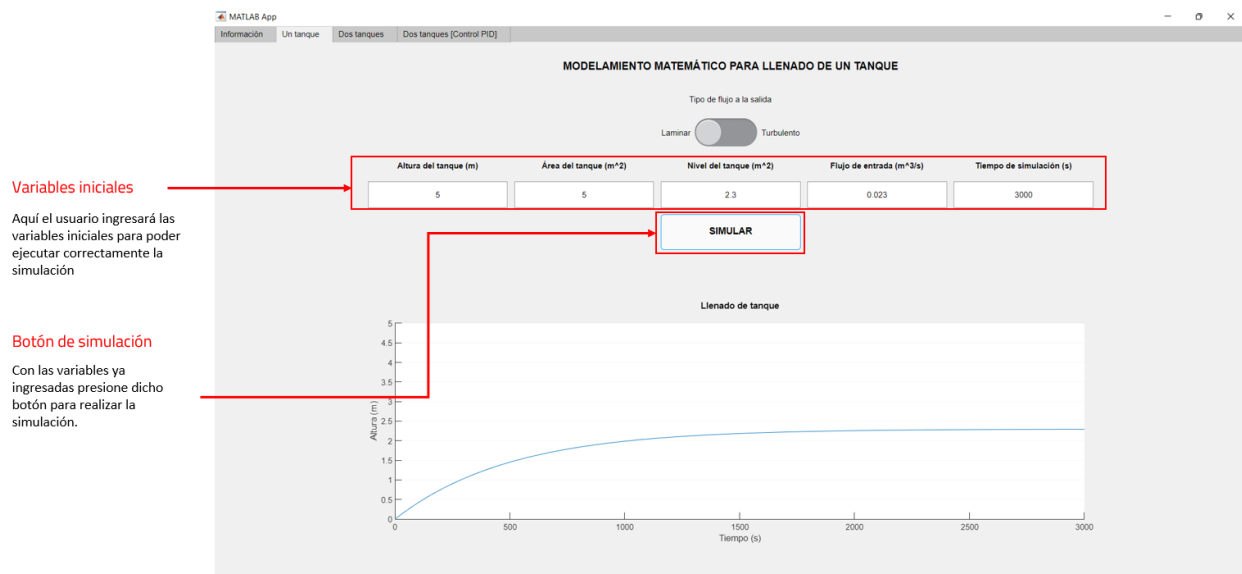 MATLAB App
Información Un tanque Dos tanques Dos tanques [Control PID]
MODELAMIENTO MATEMÁTICO PARA LLENADO DE UN TANQUE
Tipo de flujo a la salida
Laminar Turbulento
Altura del tanque (m) Área del tanque (m^2) Nivel del tanque (m^2) Flujo de entrada (m^3/s) Tiempo de simulación (s)
5 5 2.3 0.023 3000
SIMULAR
Variables iniciales
Aquí el usuario ingresará las
variables iniciales para poder
ejecutar correctamente la
simulación
Botón de simulación
Con las variables ya
ingresadas presione dicho
botón para realizar la
simulación.
Llenado de tanque
5
4.5
4
3.5
3
2.5
2
1.5
1
0.5
0
Altura (m)
0 500 1000 1500 2000 2500 3000
Tiempo (s)